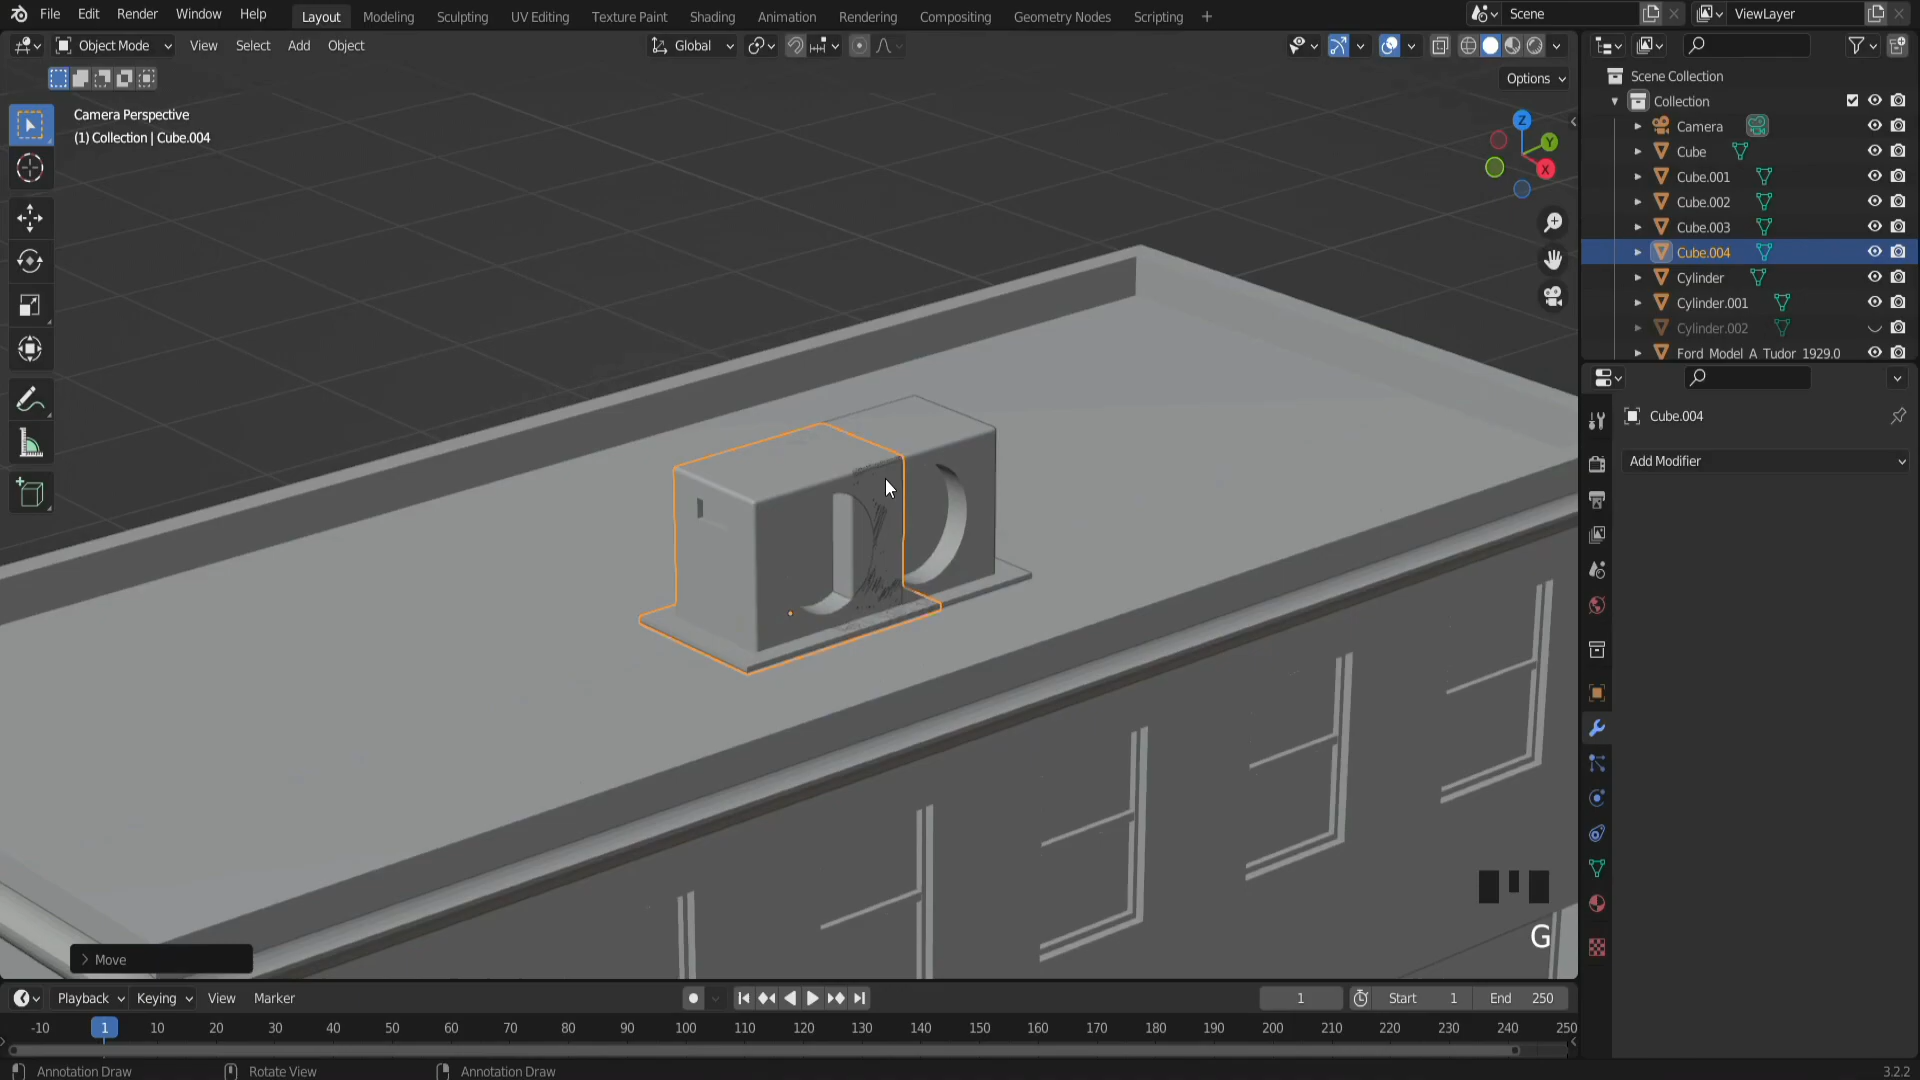 File Edit Render Window Help Layout Modeling Sculpting UV Editing Texture Paint Shading Animation Rendering Compositing Geometry Nodes Scripting + Scene ViewLayer
Object Mode View Select Add Object Global
Options
Camera Perspective
(1) Collection | Cube.004
Z
Y
X
Scene Collection
Collection
Camera
Cube
Cube.001
Cube.002
Cube.003
Cube.004
Cylinder
Cylinder.001
Cylinder.002
Ford Model A Tudor 1929.0
Cube.004
Add Modifier
G
Move
Playback Keying View Marker 1 Start 1 End 250
-10 1 10 20 30 40 50 60 70 80 90 100 110 120 130 140 150 160 170 180 190 200 210 220 230 240 250
Annotation Draw Rotate View Annotation Draw 3.2.2